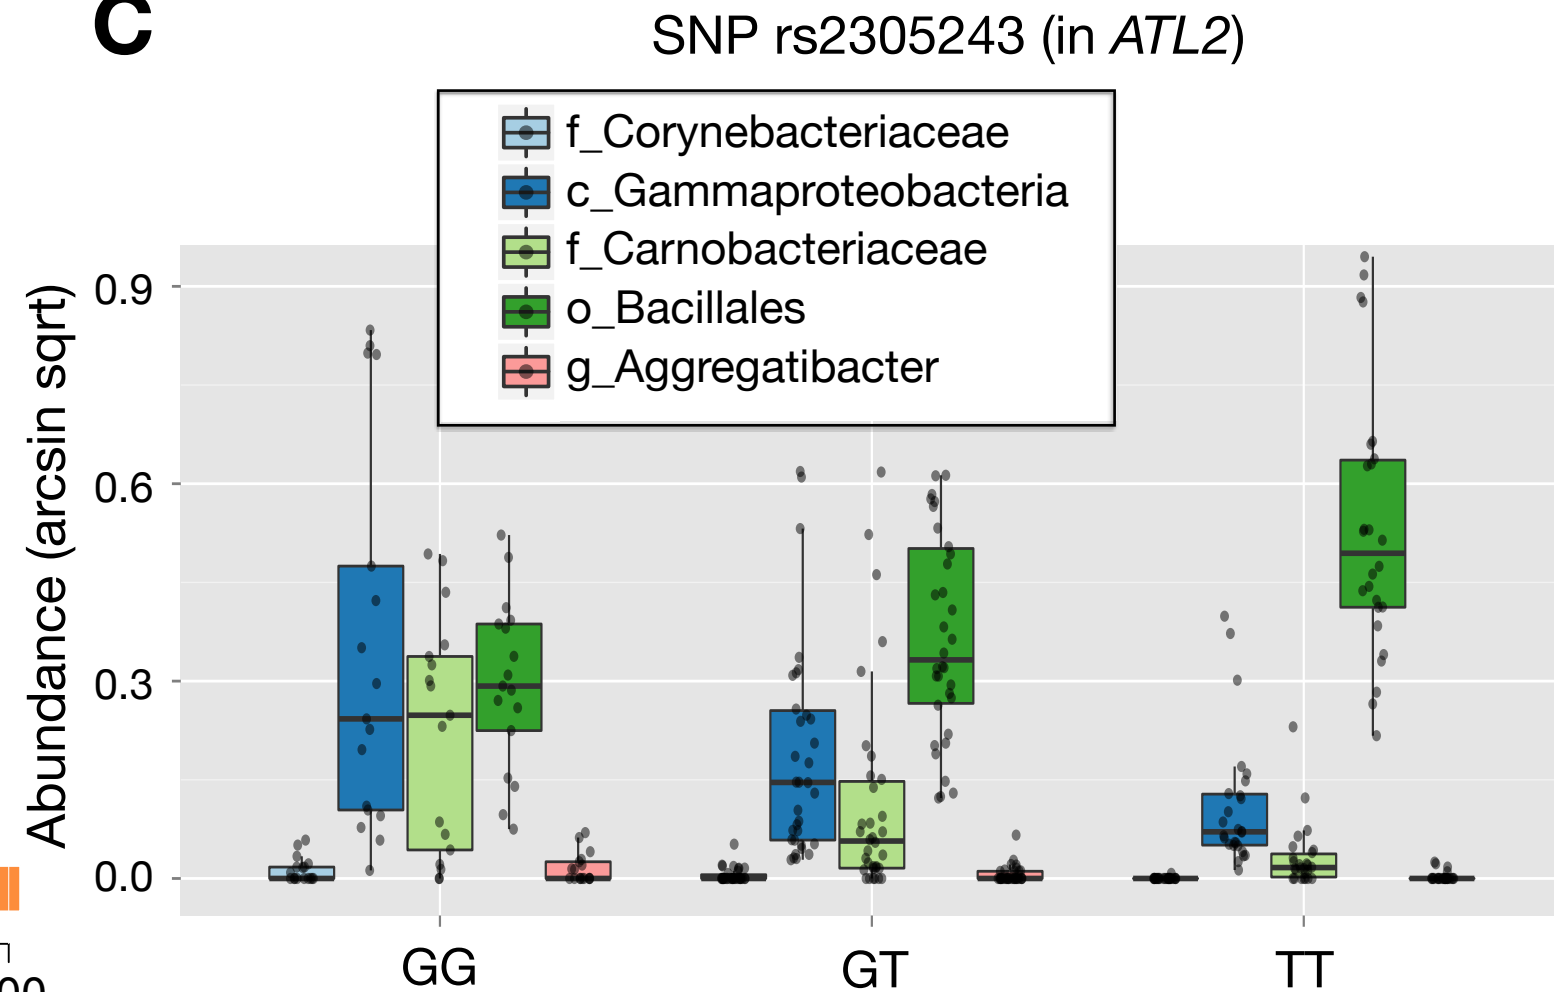 C
SNP rs2305243 (in ATL2)
f_Corynebacteriaceae
c_Gammaproteobacteria
f_Carnobacteriaceae
o_Bacillales
g_Aggregatibacter
Abundance (arcsin sqrt)
0.9
0.6
0.3
0.0
GG
GT
TT